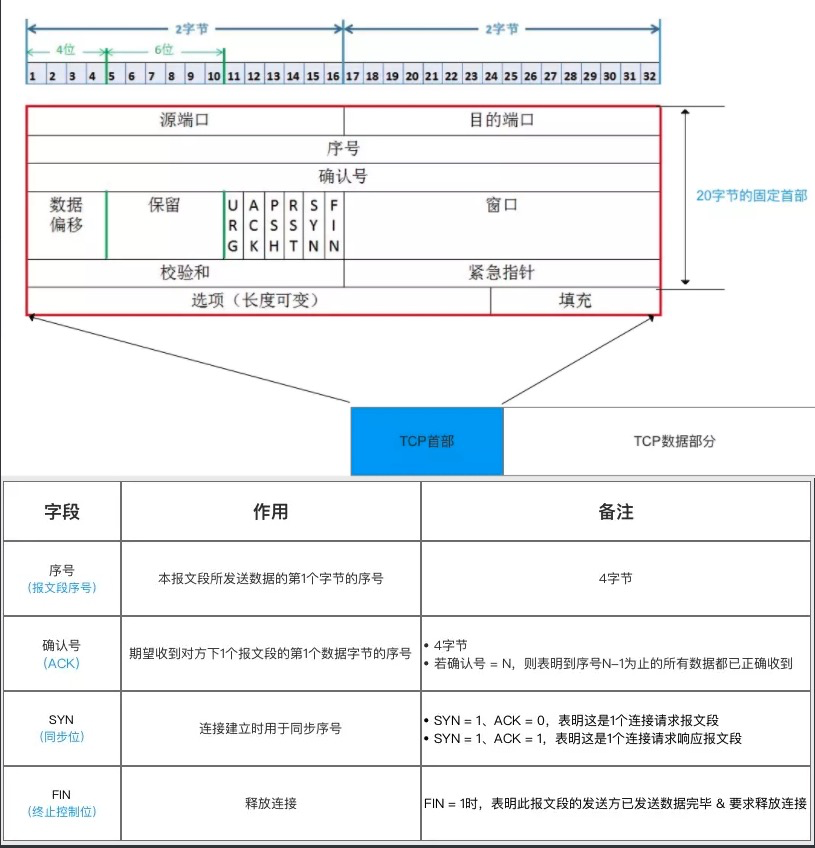 2字节 2字节
4位 6位
1 2 3 4 5 6 7 8 9 10 11 12 13 14 15 16 17 18 19 20 21 22 23 24 25 26 27 28 29 30 31 32
源端口 目的端口
序号
确认号
数据偏移 保留 URG ACK PSH RST SYN FIN 窗口
20字节的固定首部
校验和 紧急指针
选项（长度可变） 填充
TCP首部 TCP数据部分
字段 作用 备注
序号
（报文段序号）
本报文段所发送数据的第1个字节的序号
4字节
确认号
（ACK）
期望收到对方下1个报文段的第1个数据字节的序号
• 4字节
• 若确认号 = N，则表明到序号N-1为止的所有数据都已正确收到
SYN
（同步位）
连接建立时用于同步序号
• SYN = 1、ACK = 0，表明这是1个连接请求报文段
• SYN = 1、ACK = 1，表明这是1个连接请求响应报文段
FIN
（终止控制位）
释放连接
FIN = 1时，表明此报文段的发送方已发送数据完毕 & 要求释放连接